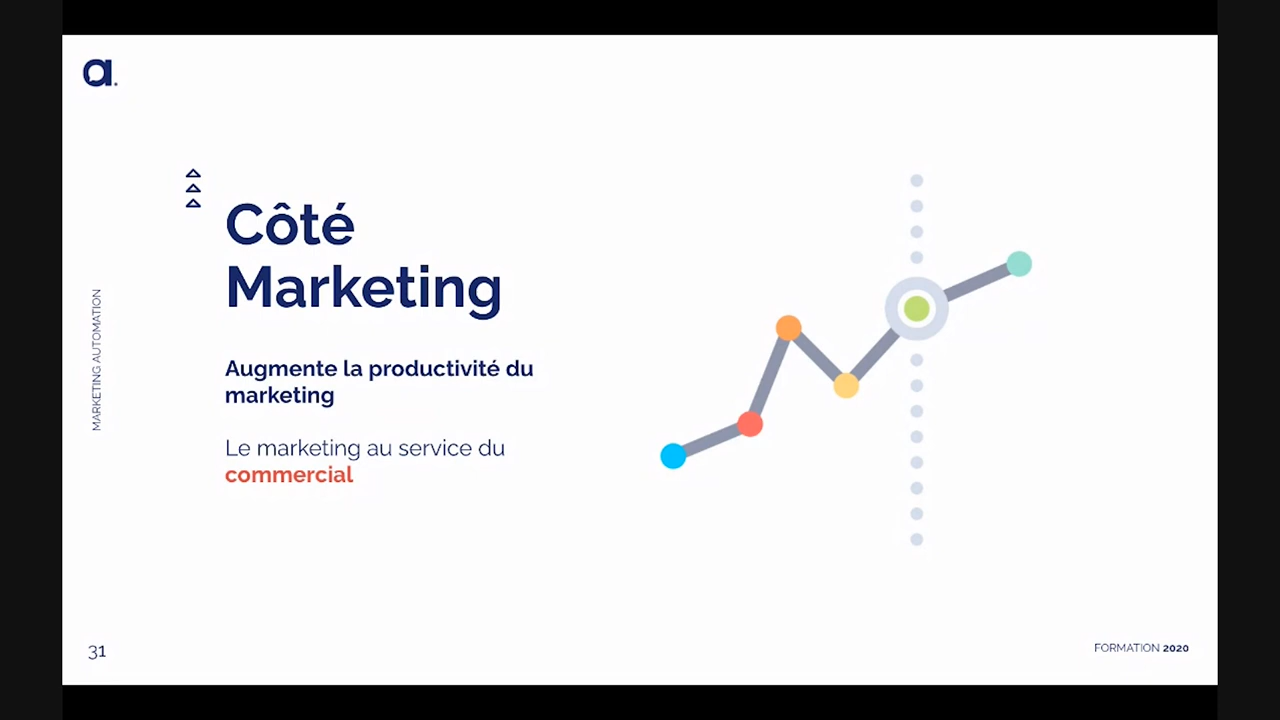 a.
Côté
Marketing
Augmente la productivité du
marketing
Le marketing au service du
commercial
MARKETING AUTOMATION
31
FORMATION 2020